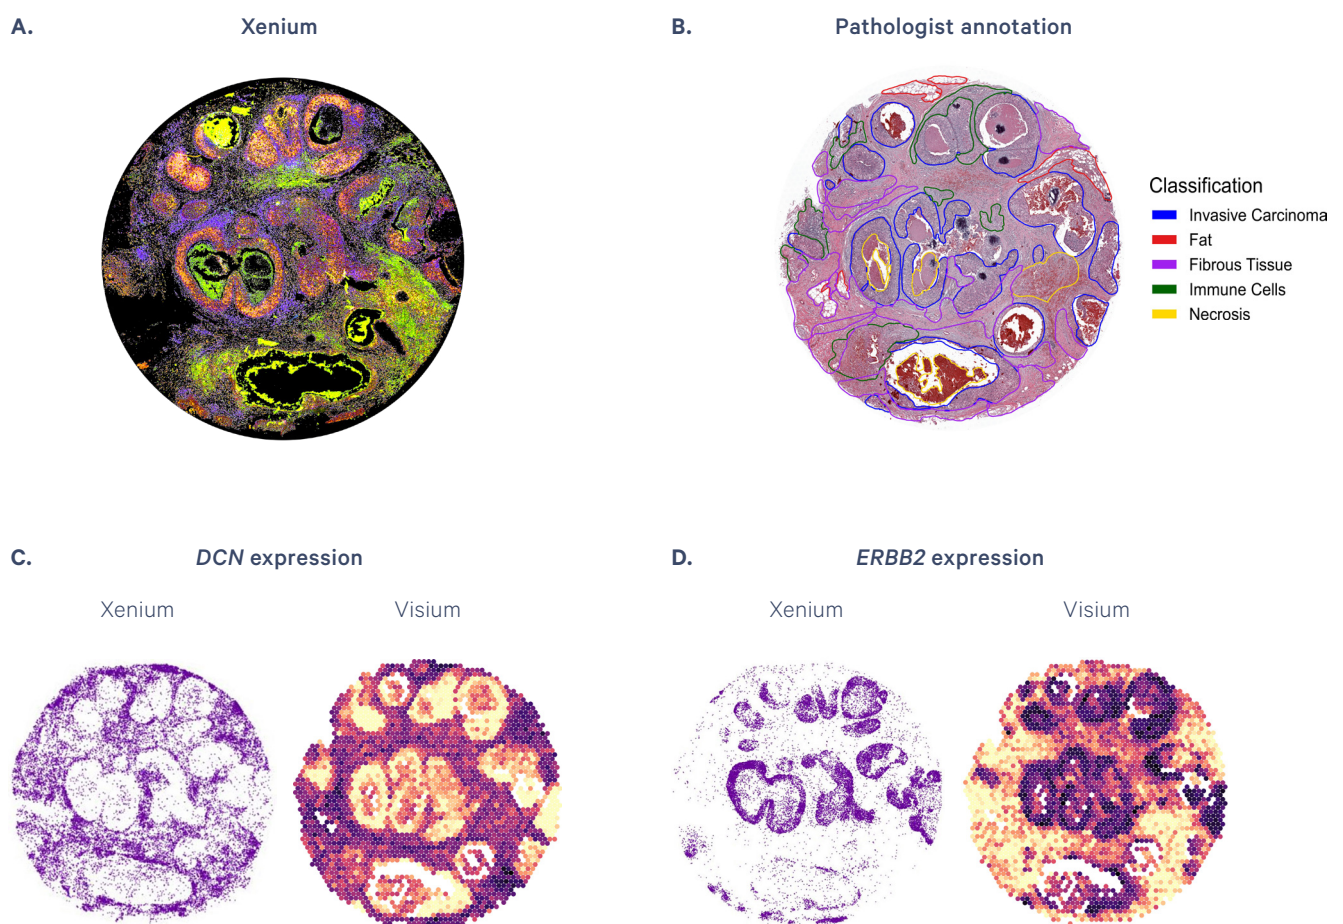 A.
Xenium
B.
Pathologist annotation
Classification
Invasive Carcinoma
Fat
Fibrous Tissue
Immune Cells
Necrosis
C.
DCN expression
Xenium
Visium
D.
ERBB2 expression
Xenium
Visium